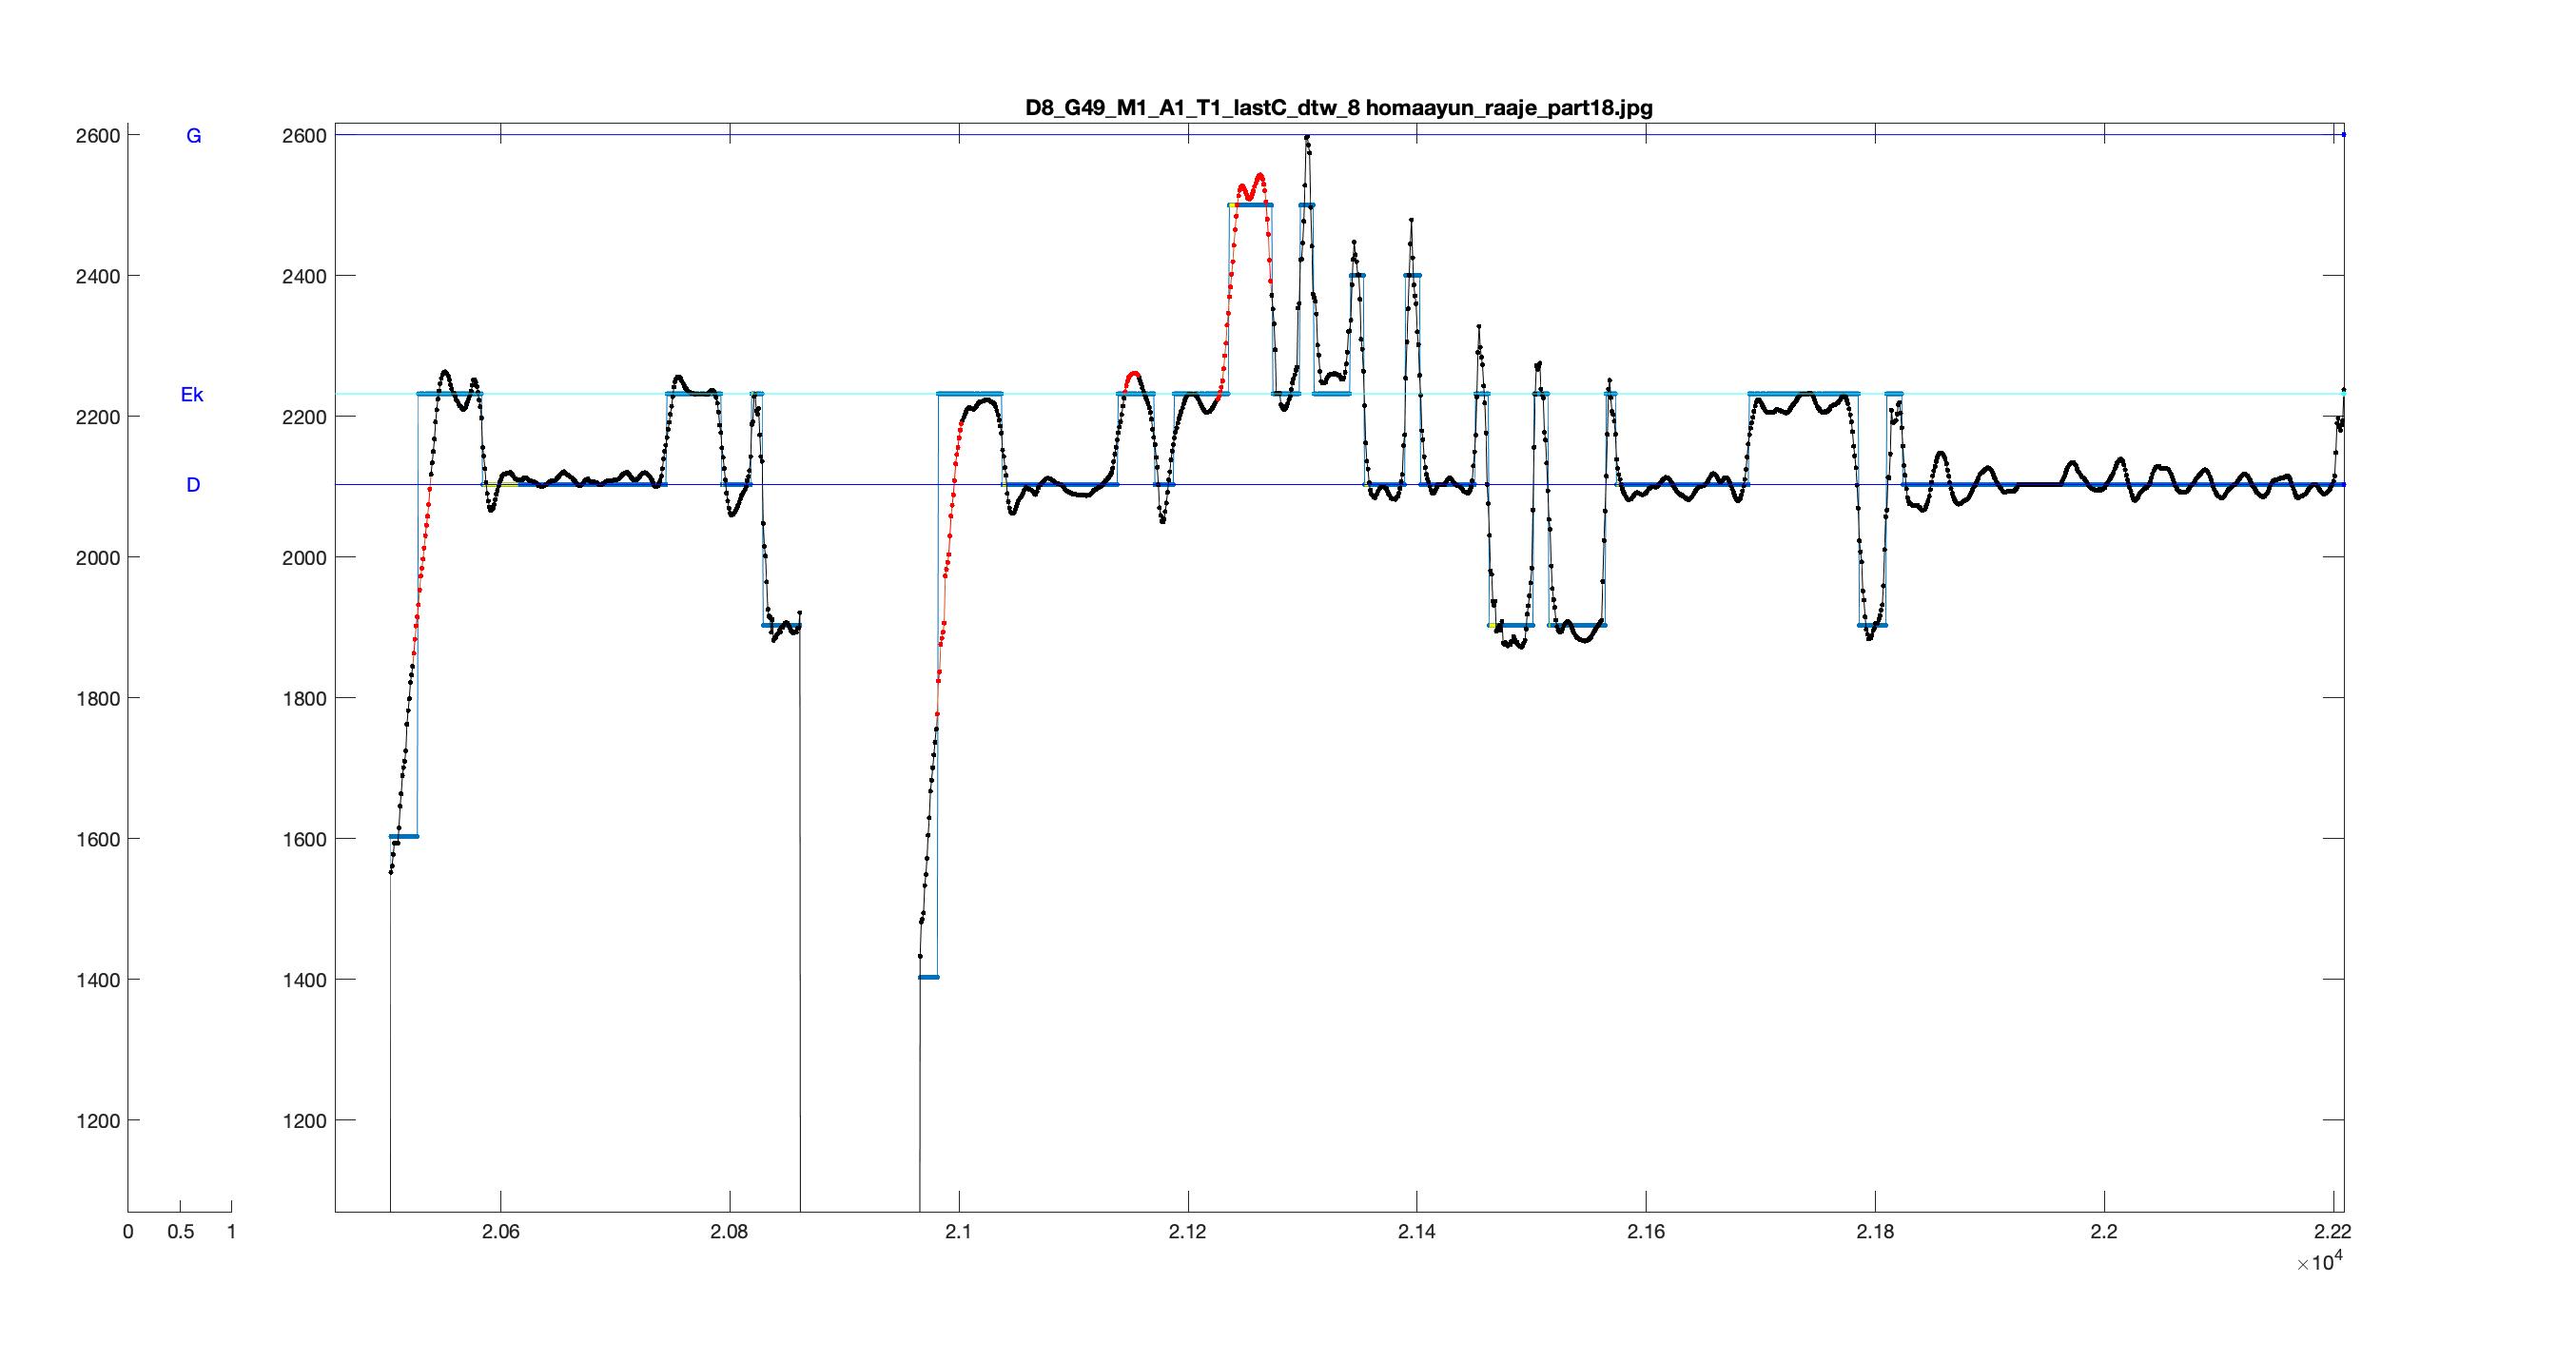 D8_G49_M1_A1_T1_lastC_dtw_8 homaayun_raaje_part18.jpg
2600 G 2600
2400 2400
Ek
2200 2200
D
2000 2000
1800 1800
1600 1600
1400 1400
1200 1200
0 0.5 1 2.06 2.08 2.1 2.12 2.14 2.16 2.18 2.2 2.22
×10^4